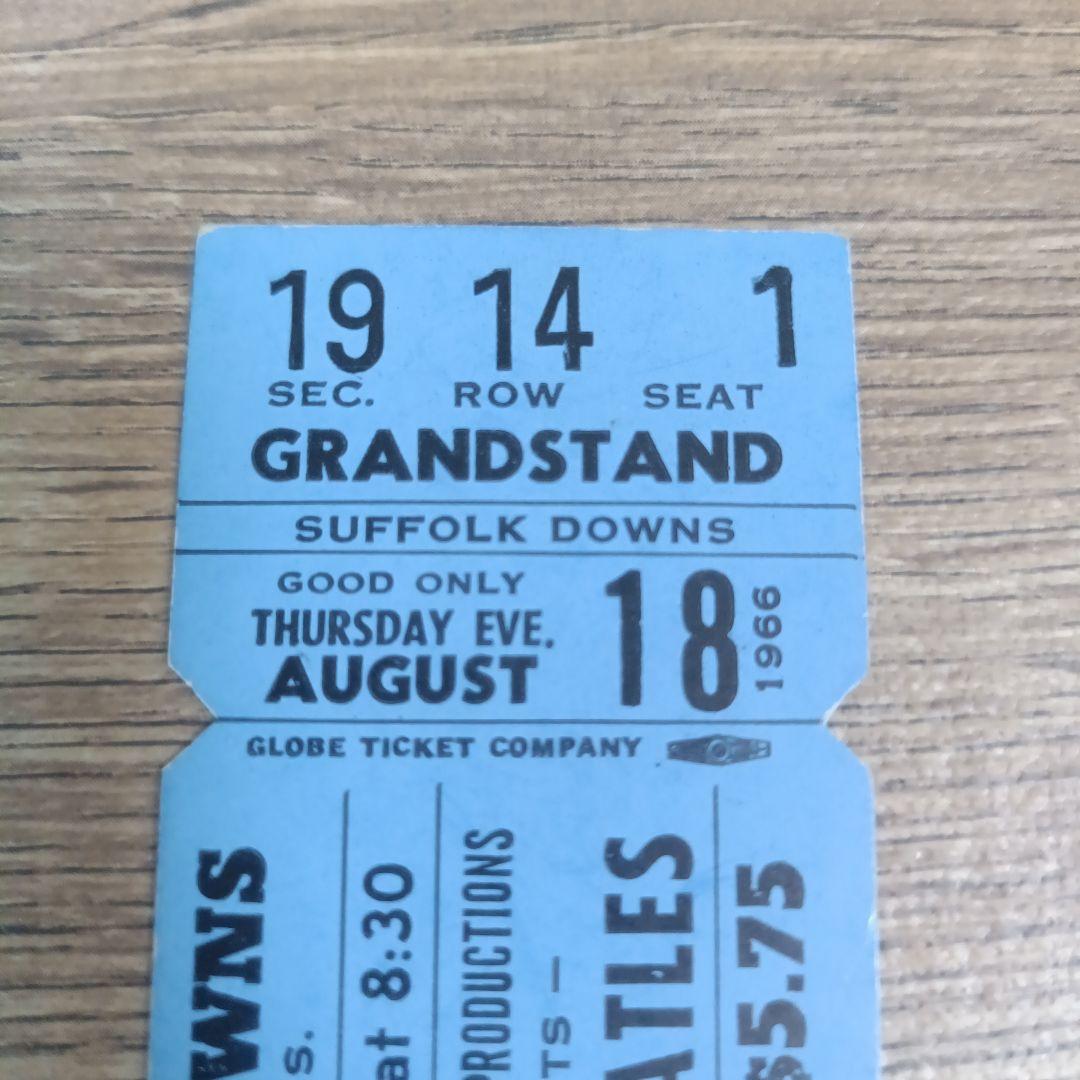 19 14 1
SEC. ROW SEAT
GRANDSTAND
SUFFOLK DOWNS
GOOD ONLY
THURSDAY EVE.
AUGUST 18 1966
GLOBE TICKET COMPANY
WNS
S.
at 8:30
PRODUCTIONS
TS —
ATLES
$5.75